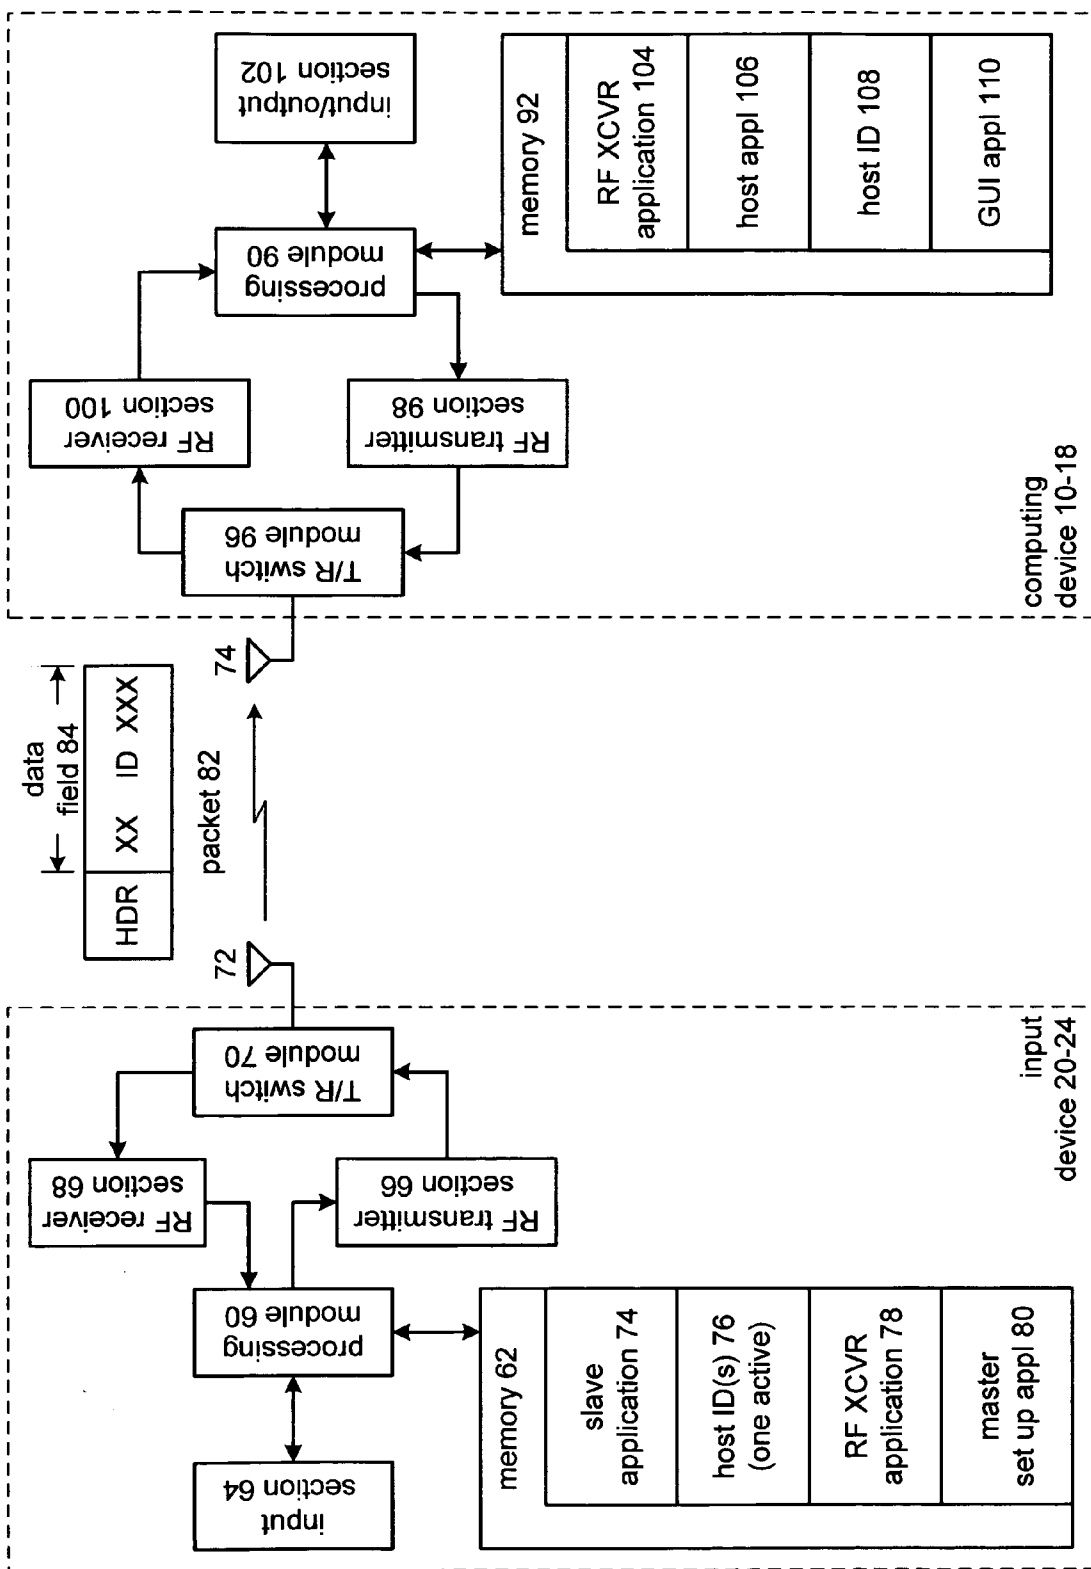 input
section 64
processing
module 60
RF receiver
section 68
RF transmitter
section 66
T/R switch
module 70
memory 62
slave
application 74
host ID(s) 76
(one active)
RF XCVR
application 78
master
set up appl 80
input
device 20-24
72
HDR
XX ID XXX
data
field 84
packet 82
74
T/R switch
module 96
RF receiver
section 100
RF transmitter
section 98
processing
module 90
input/output
section 102
memory 92
RF XCVR
application 104
host appl 106
host ID 108
GUI appl 110
computing
device 10-18